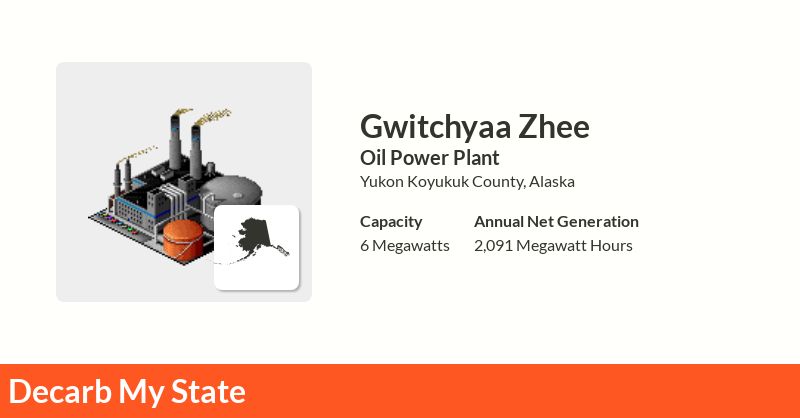 Gwitchyaa Zhee
Oil Power Plant
Yukon Koyukuk County, Alaska
Capacity
6 Megawatts
Annual Net Generation
2,091 Megawatt Hours
Decarb My State